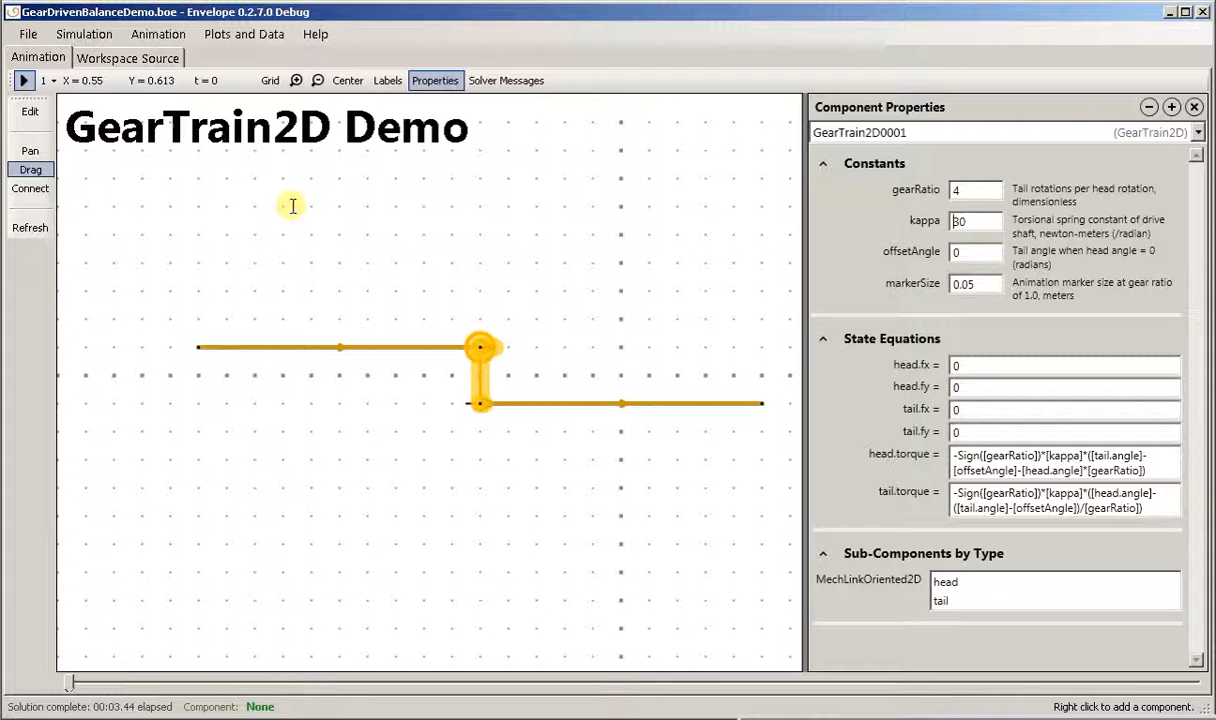 GearDrivenBalanceDemo.boe - Envelope 0.2.7.0 Debug
File Simulation Animation Plots and Data Help
Animation Workspace Source
1 X = 0.55 Y = 0.613 t = 0 Grid Center Labels Properties Solver Messages
Edit
Pan
Drag
Connect
Refresh
GearTrain2D Demo
Component Properties
GearTrain2D0001 (GearTrain2D)
Constants
gearRatio 4 Tail rotations per head rotation,
dimensionless
kappa 30 Torsional spring constant of drive
shaft, newton-meters (/radian)
offsetAngle 0 Tail angle when head angle = 0
(radians)
markerSize 0.05 Animation marker size at gear ratio
of 1.0, meters
State Equations
head.fx = 0
head.fy = 0
tail.fx = 0
tail.fy = 0
head.torque = -Sign([gearRatio])*[kappa]*([tail.angle]-
[offsetAngle]-[head.angle]*[gearRatio])
tail.torque = -Sign([gearRatio])*[kappa]*([head.angle]-
([tail.angle]-[offsetAngle])/[gearRatio])
Sub-Components by Type
MechLinkOriented2D head
tail
Solution complete: 00:03.44 elapsed Component: None Right click to add a component.